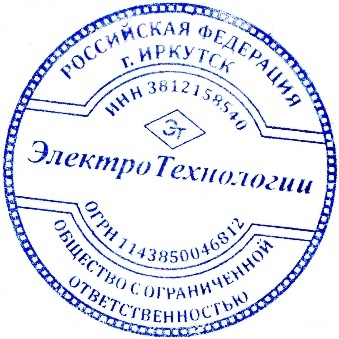 РОССИЙСКАЯ ФЕДЕРАЦИЯ
г. ИРКУТСК
ИНН 3812158540
Эт
ЭлектроТехнологии
ОГРН 1143850046812
ОБЩЕСТВО С ОГРАНИЧЕННОЙ
ОТВЕТСТВЕННОСТЬЮ